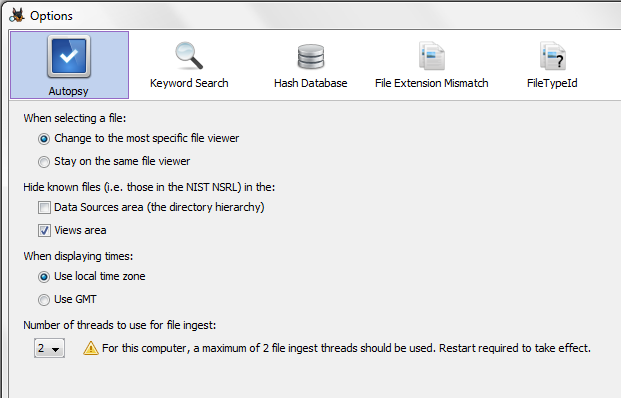 Options
Autopsy
Keyword Search
Hash Database
File Extension Mismatch
FileTypeId
When selecting a file:
Change to the most specific file viewer
Stay on the same file viewer
Hide known files (i.e. those in the NIST NSRL) in the:
Data Sources area (the directory hierarchy)
Views area
When displaying times:
Use local time zone
Use GMT
Number of threads to use for file ingest:
2 For this computer, a maximum of 2 file ingest threads should be used. Restart required to take effect.